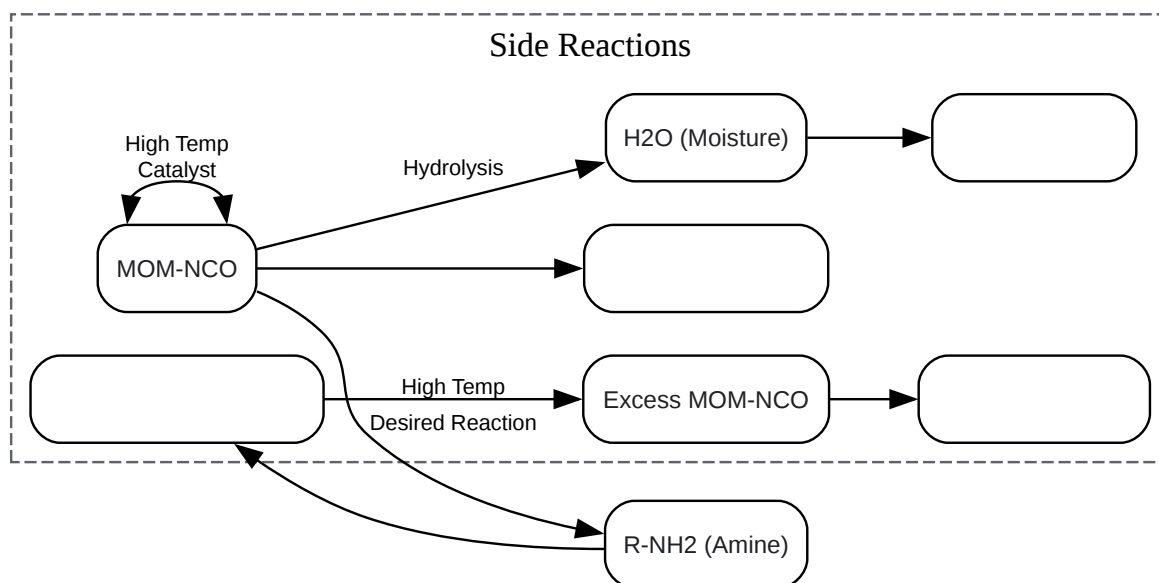 Side Reactions
High Temp
Catalyst
H2O (Moisture)
Hydrolysis
MOM-NCO
High Temp
Excess MOM-NCO
Desired Reaction
R-NH2 (Amine)